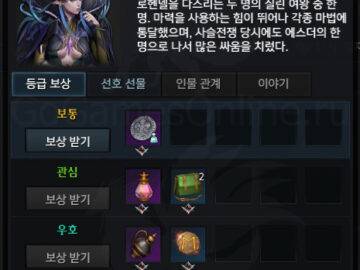 로헨델을 다스리는 두 명의 실린 여왕 중 한
명. 마력을 사용하는 힘이 뛰어나 각종 마법에
통달했으며, 사슬전쟁 당시에도 에스더의 한
명으로 나서 많은 싸움을 치렀다.
등급 보상 선호 선물 인물 관계 이야기
보통
보상 받기
관심
보상 받기
2
우호
보상 받기